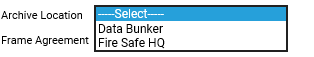 Archive Location -----Select-----
Data Bunker
Frame Agreement Fire Safe HQ